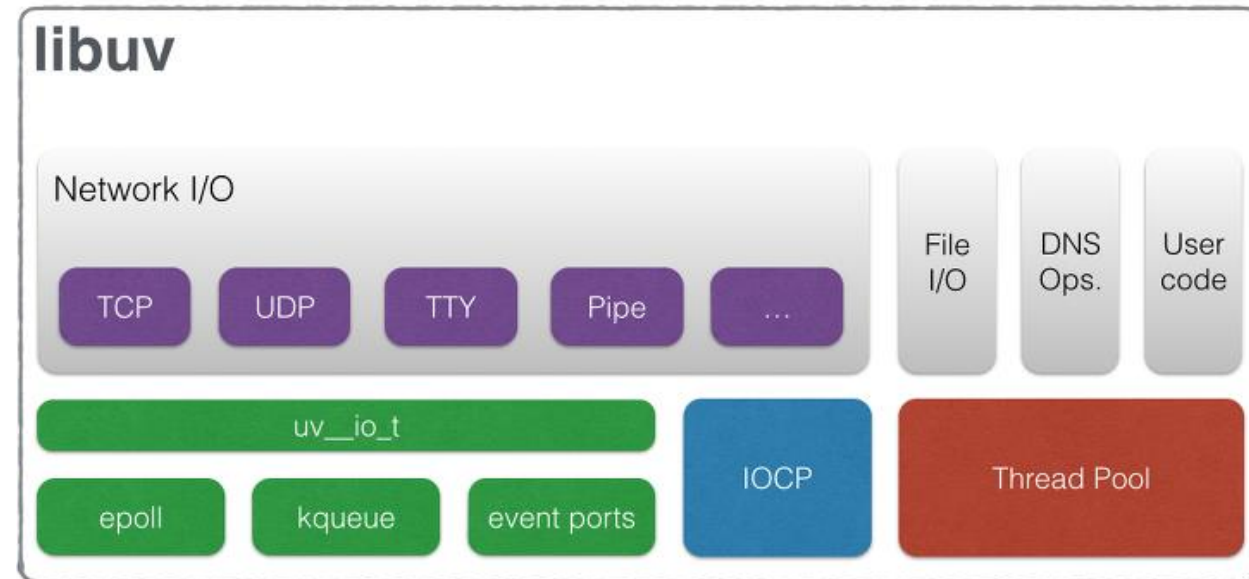 libuv
Network I/O
TCP
UDP
TTY
Pipe
...
File
I/O
DNS
Ops.
User
code
uv__io_t
epoll
kqueue
event ports
IOCP
Thread Pool